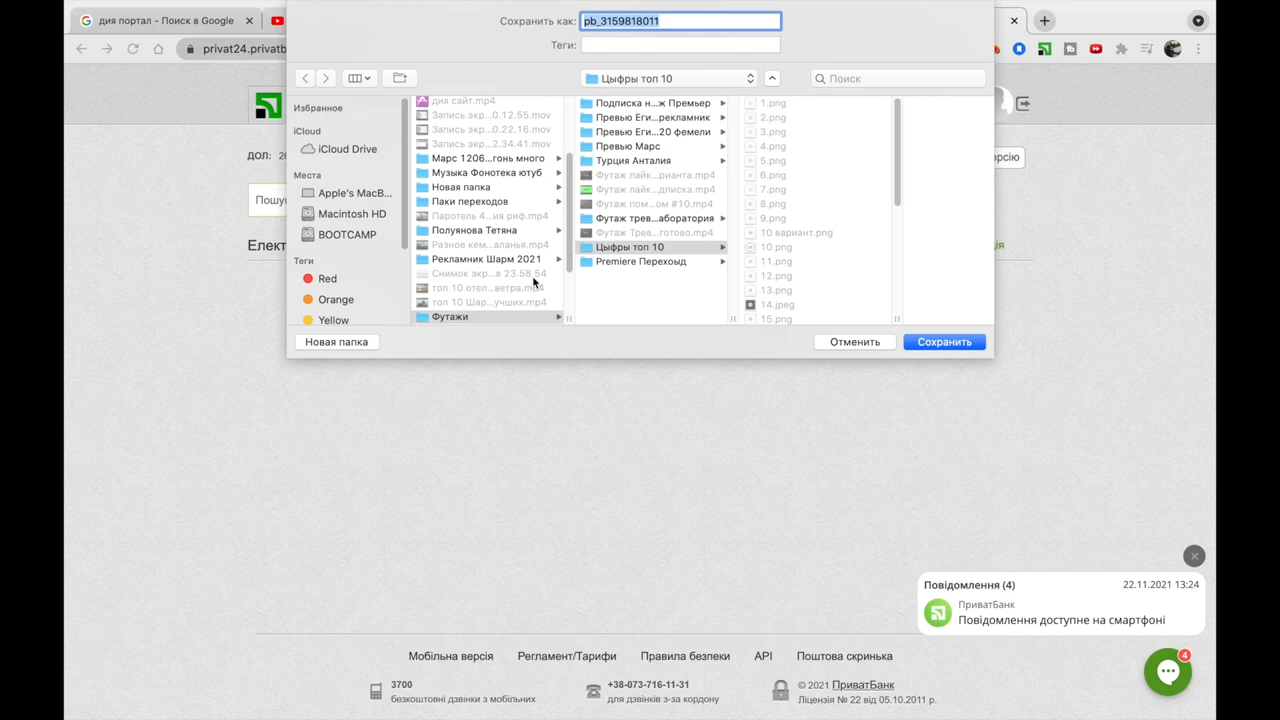 дия портал - Поиск в Google
privat24.privatb
Сохранить как: pb_3159818011
Теги:
Цыфры топ 10
Поиск
Избранное
iCloud
iCloud Drive
Места
Apple's MacB...
Macintosh HD
BOOTCAMP
Теги
Red
Orange
Yellow
дия сайт.mp4
Запись экр...0.12.55.mov
Запись экр...0.22.16.mov
Запись экр...2.34.41.mov
Марс 1206...гонь много
Музыка Фонотека ютуб
Новая папка
Паки переходов
Паротель 4...ия риф.mp4
Полуянова Тетяна
Разное кем...аланья.mp4
Рекламник Шарм 2021
Снимок экр...в 23.58.54
топ 10 отел...ветра.mp4
топ 10 Шар...учших.mp4
Футажи
Подписка н...ж Премьер
Превью Еги...рекламник
Превью Еги...20 фемели
Превью Марс
Турция Анталия
Футаж лайк...рианта.mp4
Футаж лайк...дписка.mp4
Футаж пом...ом #10.mp4
Футаж трев...боратория
Футаж Трев...готово.mp4
Цыфры топ 10
Premiere Перехоыд
1.png
2.png
3.png
4.png
5.png
6.png
7.png
8.png
9.png
10 вариант.png
10.png
11.png
12.png
13.png
14.jpeg
15.png
Новая папка
Отменить
Сохранить
ДОЛ: 26
ерсію
Пошу
Елект
ія
Повідомлення (4)
22.11.2021 13:24
ПриватБанк
Повідомлення доступне на смартфоні
4
Мобільна версія
Регламент/Тарифи
Правила безпеки
API
Поштова скринька
3700
безкоштовні дзвінки з мобільних
+38-073-716-11-31
для дзвінків з-за кордону
© 2021 ПриватБанк
Ліцензія № 22 від 05.10.2011 р.